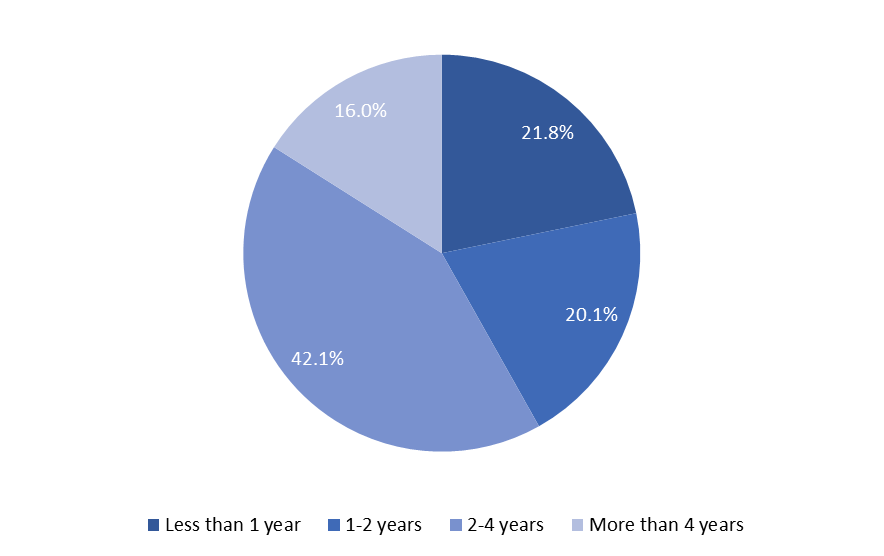 16.0%
21.8%
20.1%
42.1%
Less than 1 year 1-2 years 2-4 years More than 4 years